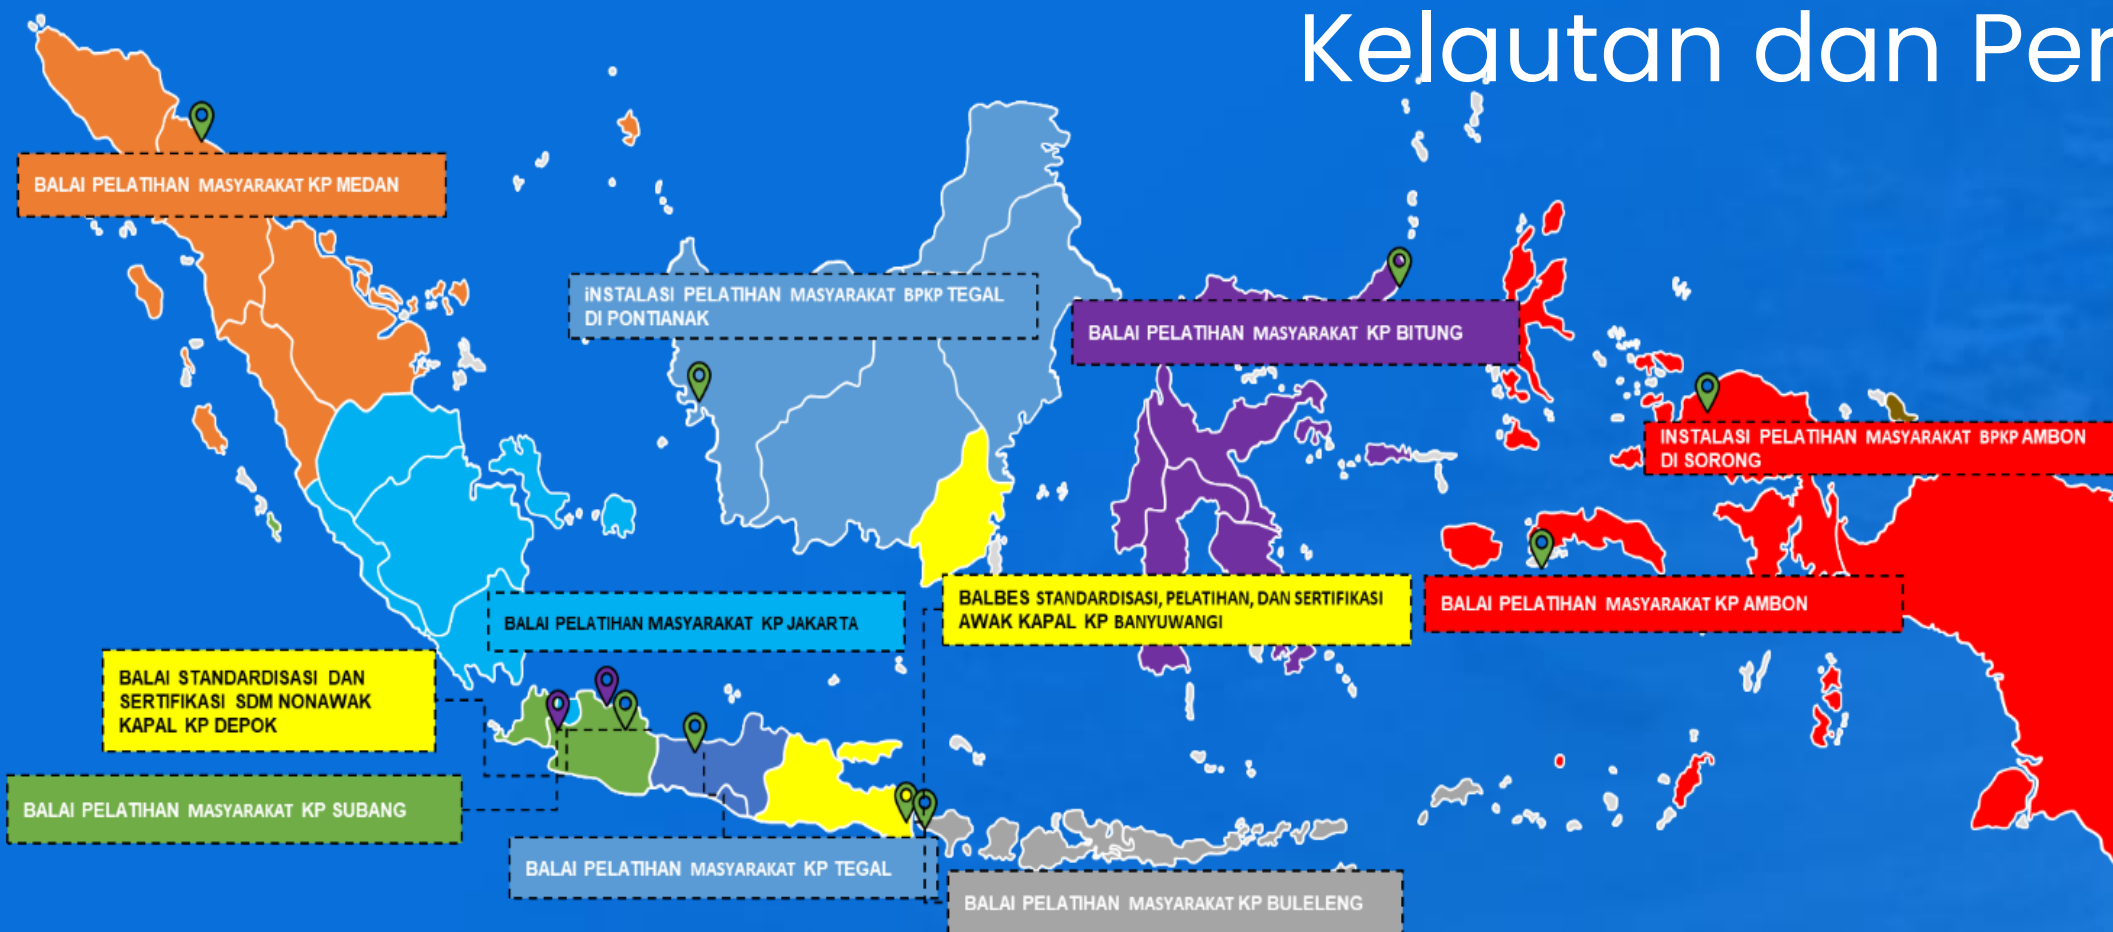 Kelautan dan Per
BALAI PELATIHAN MASYARAKAT KP MEDAN
iNSTALASI PELATIHAN MASYARAKAT BPKP TEGAL
DI PONTIANAK
BALAI PELATIHAN MASYARAKAT KP BITUNG
INSTALASI PELATIHAN MASYARAKAT BPKP AMBON
DI SORONG
BALAI PELATIHAN MASYARAKAT KP JAKARTA
BALBES STANDARDISASI, PELATIHAN, DAN SERTIFIKASI
AWAK KAPAL KP BANYUWANGI
BALAI PELATIHAN MASYARAKAT KP AMBON
BALAI STANDARDISASI DAN
SERTIFIKASI SDM NONAWAK
KAPAL KP DEPOK
BALAI PELATIHAN MASYARAKAT KP SUBANG
BALAI PELATIHAN MASYARAKAT KP TEGAL
BALAI PELATIHAN MASYARAKAT KP BULELENG